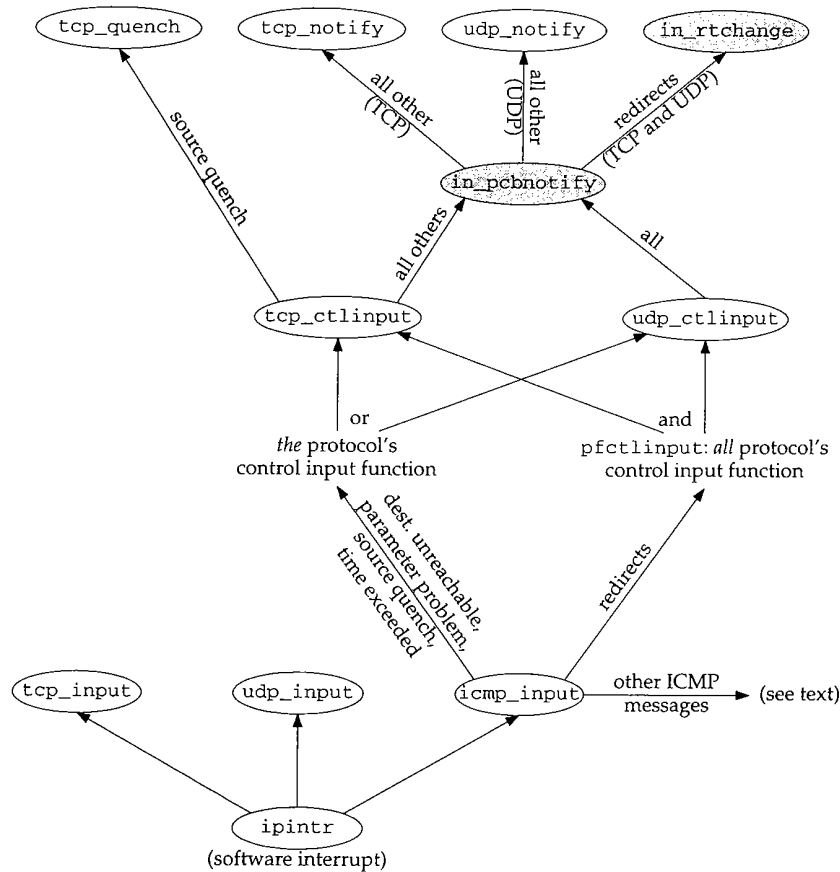 tcp_quench
tcp_notify
udp_notify
in_rtchange
source quench
all other
(TCP)
all other
(UDP)
redirects
(TCP and UDP)
in_pcbnotify
all others
all
tcp_ctlinput
udp_ctlinput
or
and
the protocol's
control input function
pfctlinput: all protocol's
control input function
dest. unreachable,
parameter problem,
source quench,
time exceeded
redirects
tcp_input
udp_input
icmp_input
other ICMP
messages
(see text)
ipintr
(software interrupt)